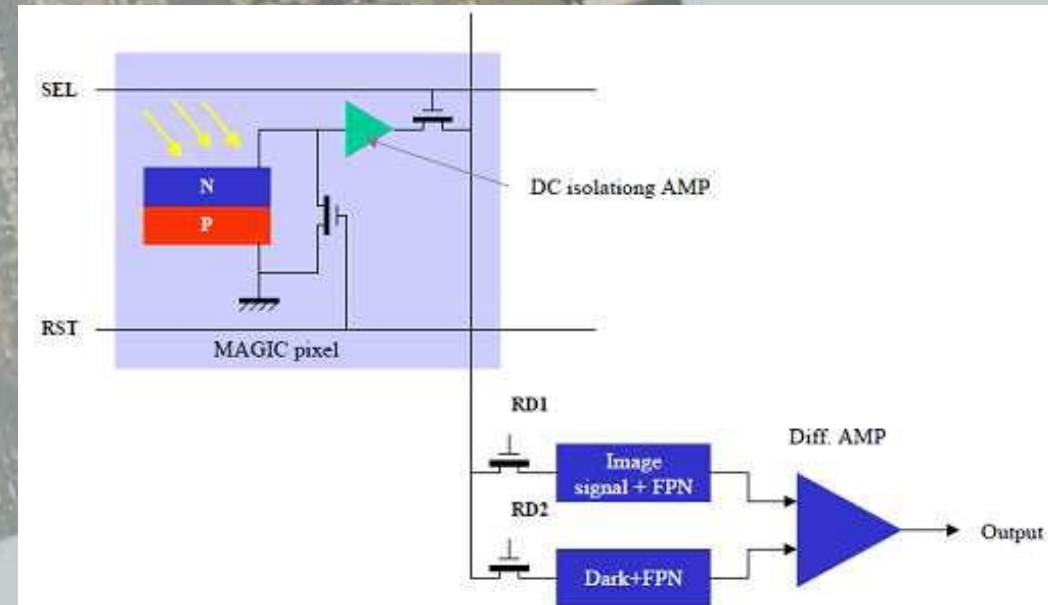 SEL
N
P
DC isolationg AMP
RST
MAGIC pixel
RD1
Diff. AMP
Image
signal + FPN
RD2
Output
Dark+FPN